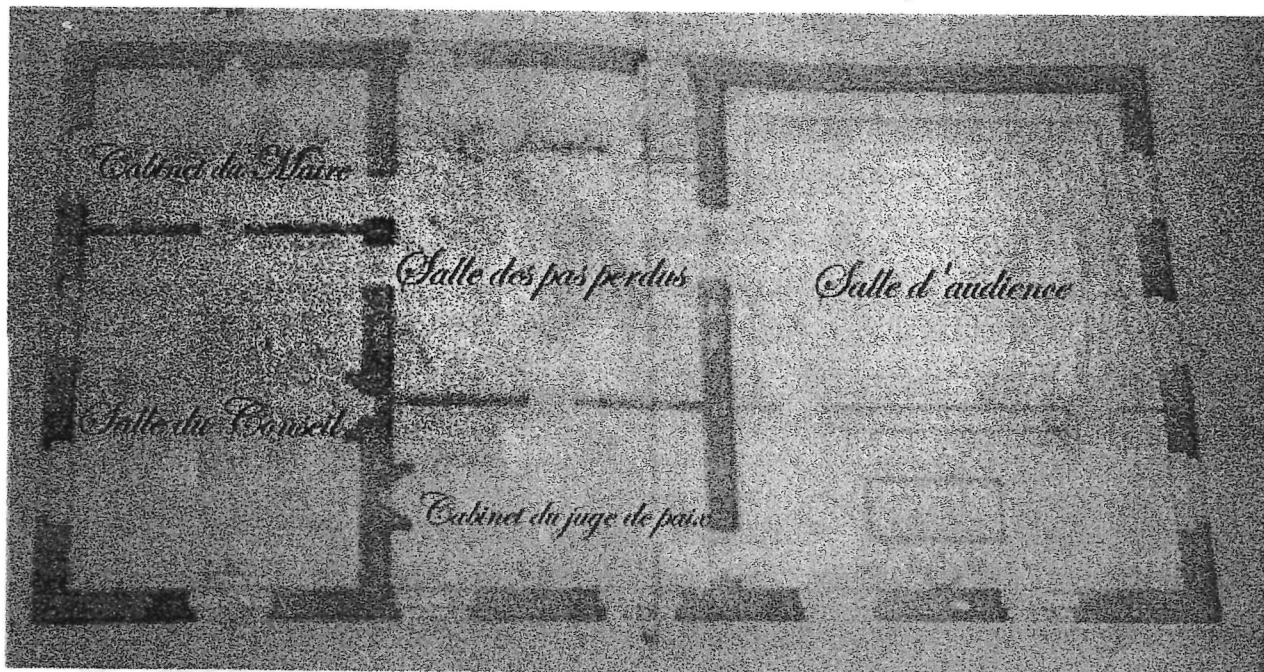 Cabinet du Maire
Salle des pas perdus
Salle d'audience
Salle du Conseil
Cabinet du juge de paix